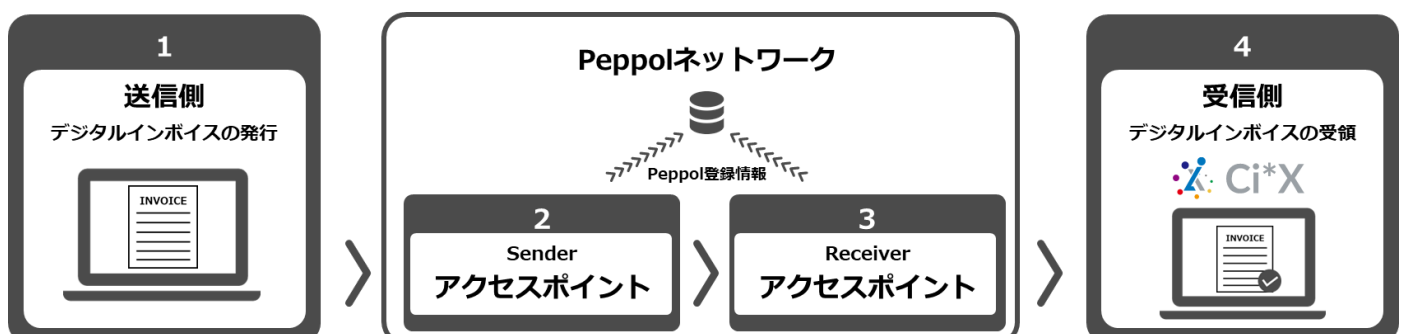 1
送信側
デジタルインボイスの発行
INVOICE
Peppolネットワーク
Peppol登録情報
2
Sender
アクセスポイント
3
Receiver
アクセスポイント
4
受信側
デジタルインボイスの受領
Ci*X
INVOICE